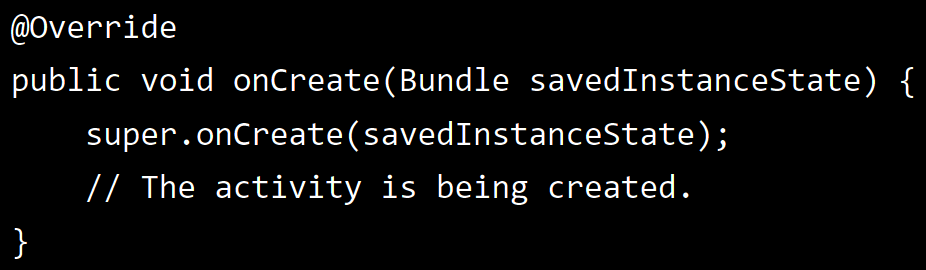 @Override
public void onCreate(Bundle savedInstanceState) {
    super.onCreate(savedInstanceState);
    // The activity is being created.
}